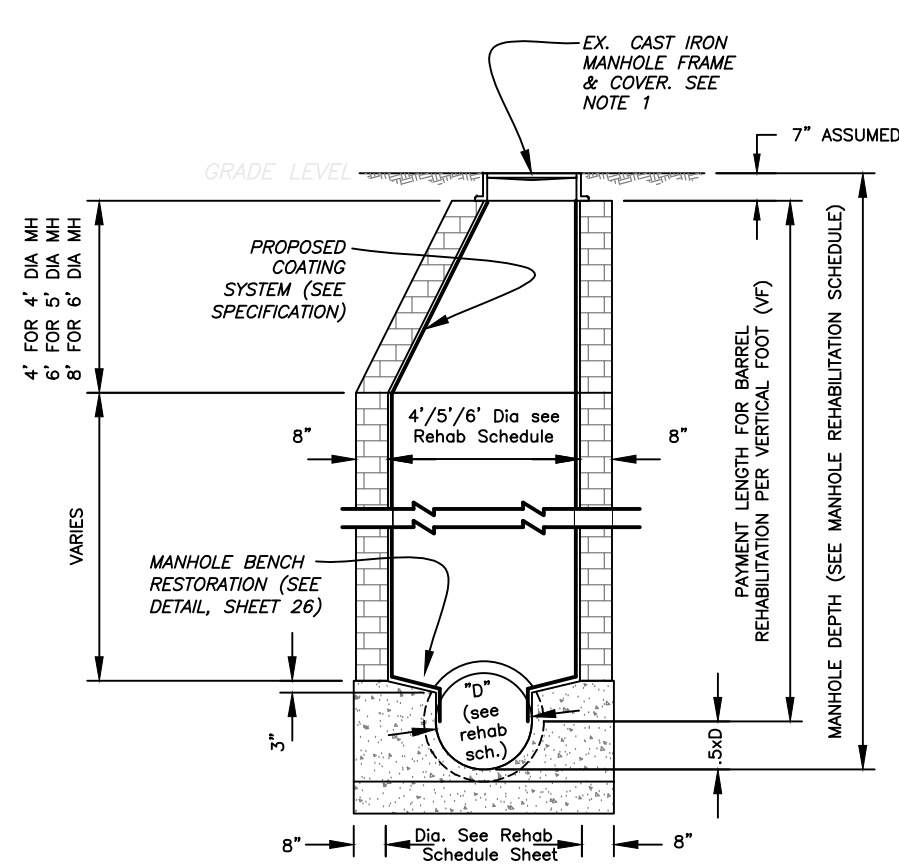 EX. CAST IRON
MANHOLE FRAME
& COVER. SEE
NOTE 1
7" ASSUMED
GRADE LEVEL
4' FOR 4' DIA MH
6' FOR 5' DIA MH
8' FOR 6' DIA MH
PROPOSED
COATING
SYSTEM (SEE
SPECIFICATION)
4'/5'/6' Dia see
Rehab Schedule
8"
8"
VARIES
MANHOLE BENCH
RESTORATION (SEE
DETAIL, SHEET 26)
PAYMENT LENGTH FOR BARREL
REHABILITATION PER VERTICAL FOOT (VF)
MANHOLE DEPTH (SEE MANHOLE REHABILITATION SCHEDULE)
"D"
(see
rehab
sch.)
3"
.5xD
8"
Dia. See Rehab
Schedule Sheet
8"